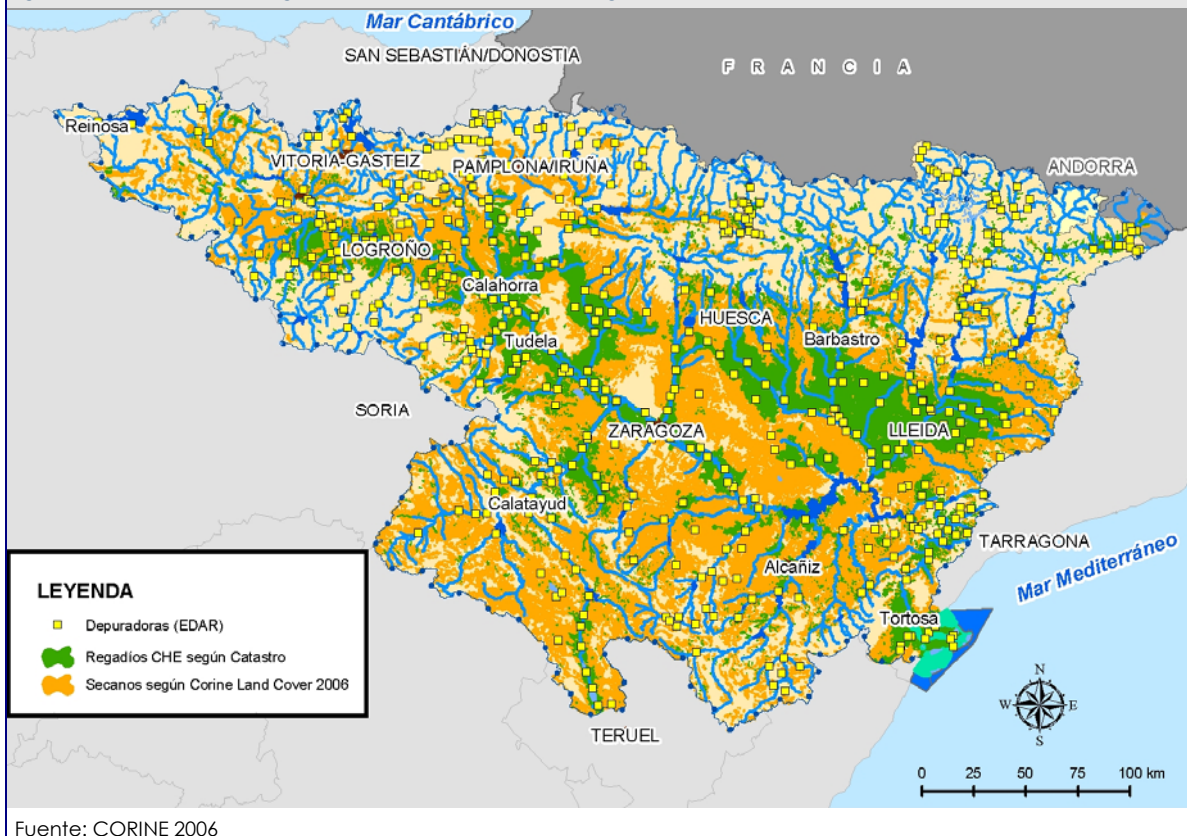 Mar Cantábrico
SAN SEBASTIÁN/DONOSTIA
F R A N C I A
Reinosa
VITORIA-GASTEIZ
PAMPLONA/IRUÑA
ANDORRA
LOGROÑO
Calahorra
HUESCA
Tudela
Barbastro
SORIA
ZARAGOZA
LLEIDA
Calatayud
TARRAGONA
Mar Mediterráneo
Alcañiz
Tortosa
TERUEL
LEYENDA
Depuradoras (EDAR)
Regadíos CHE según Catastro
Secanos según Corine Land Cover 2006
N
W E
S
0 25 50 75 100 km
Fuente: CORINE 2006